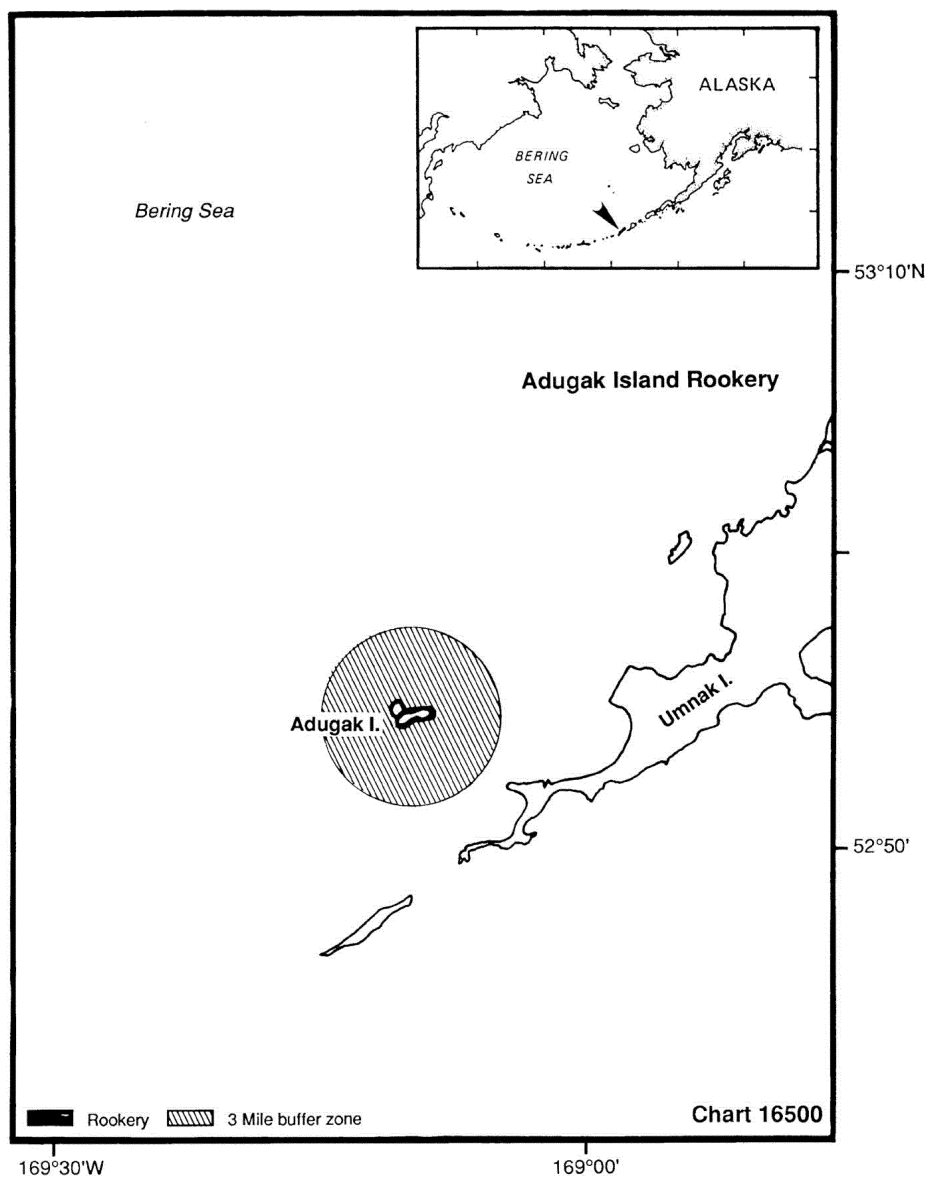 ALASKA
BERING
SEA
Bering Sea
53°10'N
Adugak Island Rookery
Umnak I.
Adugak I.
52°50'
Rookery
3 Mile buffer zone
Chart 16500
169°30'W
169°00'